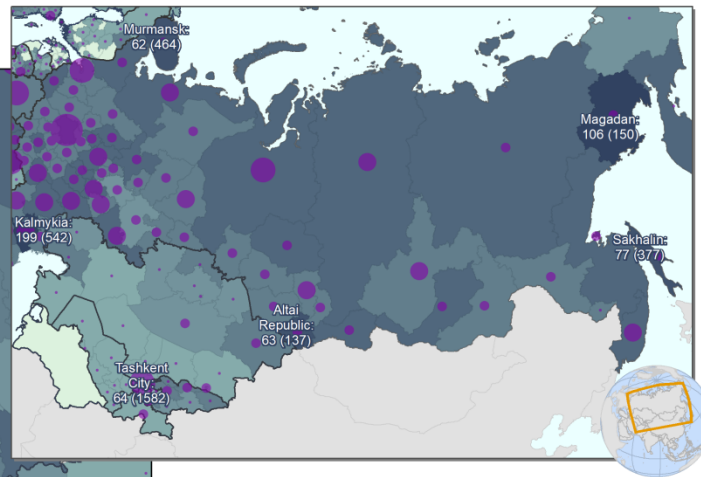 Murmansk:
62 (464)
Magadan:
106 (150)
Kalmykia:
199 (542)
Sakhalin:
77 (377)
Altai
Republic:
63 (137)
Tashkent
City:
64 (1582)